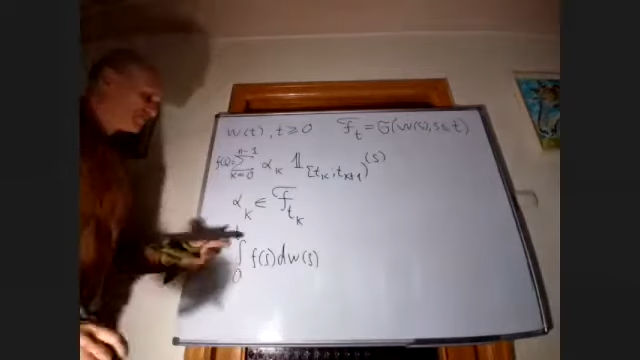 w(t), t ⩾ 0   𝓕_t = σ(w(s), s ≤ t)
f(s) = Σ_{k=0}^{n-1} α_k 𝟙_{[t_k; t_{k+1})}(s)
α_k ∈ 𝓕_{t_k}
∫_0 f(s)dw(s)